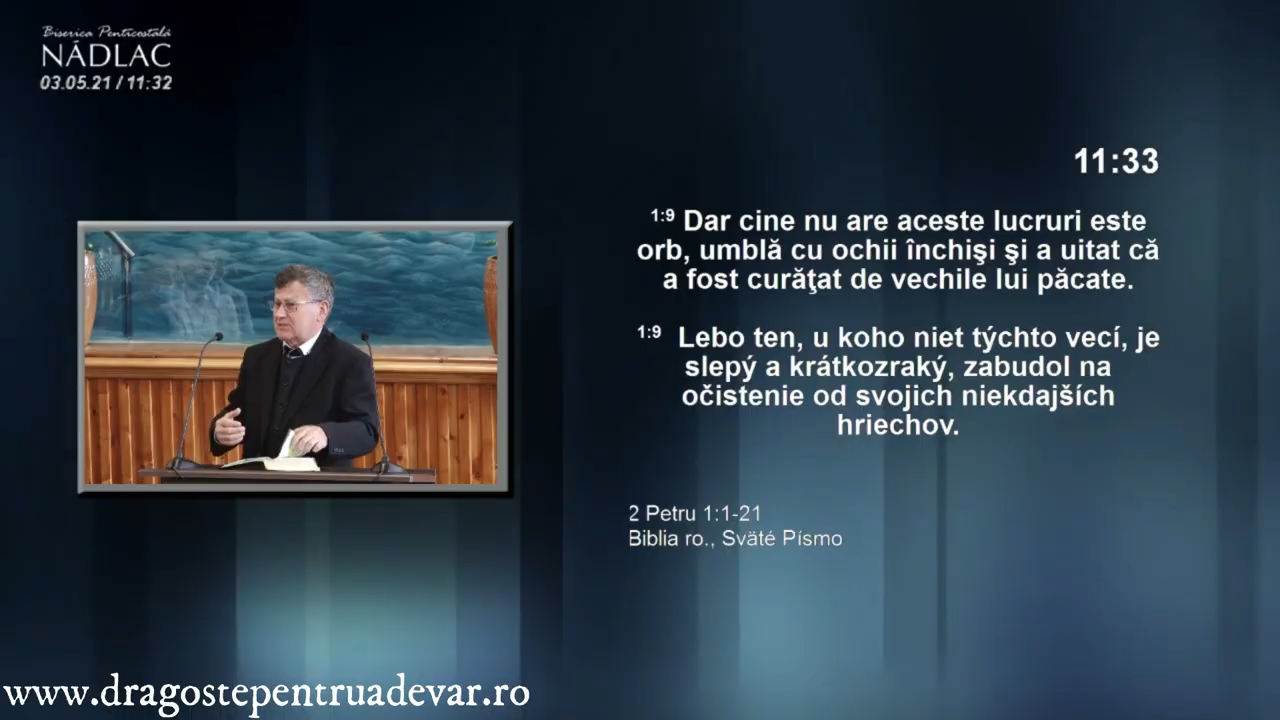 Biserica Penticostală
NĂDLAC
03.05.21 / 11:32
11:33
1:9 Dar cine nu are aceste lucruri este
orb, umblă cu ochii închişi şi a uitat că
a fost curăţat de vechile lui păcate.
1:9 Lebo ten, u koho niet týchto vecí, je
slepý a krátkozraký, zabudol na
očistenie od svojich niekdajších
hriechov.
2 Petru 1:1-21
Biblia ro., Sväté Písmo
www.dragostepentruadevar.ro